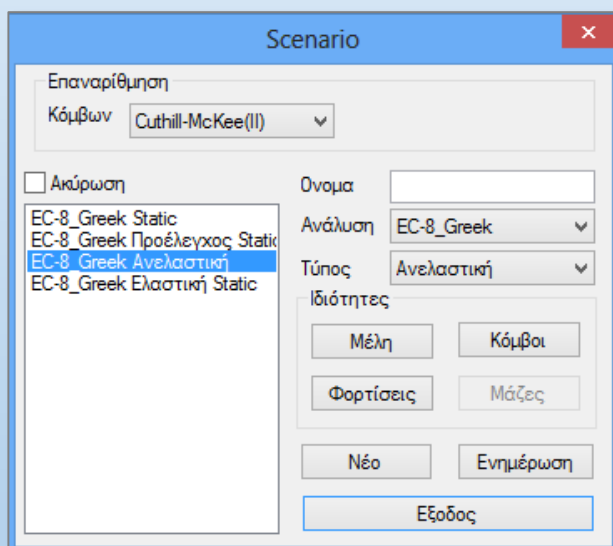 Scenario
Επαναρίθμηση
Κόμβων Cuthill-McKee(II)
Ακύρωση
EC-8_Greek Static
EC-8_Greek Προέλεγχος Static
EC-8_Greek Ανελαστική
EC-8_Greek Ελαστική Static
Ονομα
Ανάλυση EC-8_Greek
Τύπος Ανελαστική
Ιδιότητες
Μέλη Κόμβοι
Φορτίσεις Μάζες
Νέο Ενημέρωση
Εξοδος